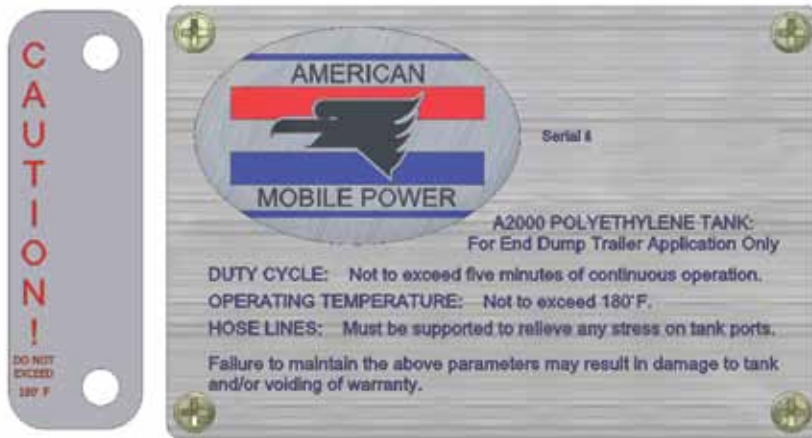 CAUTION!
DO NOT
EXCEED
180° F
AMERICAN
MOBILE POWER
Serial #
A2000 POLYETHYLENE TANK:
For End Dump Trailer Application Only
DUTY CYCLE: Not to exceed five minutes of continuous operation.
OPERATING TEMPERATURE: Not to exceed 180°F.
HOSE LINES: Must be supported to relieve any stress on tank ports.
Failure to maintain the above parameters may result in damage to tank
and/or voiding of warranty.